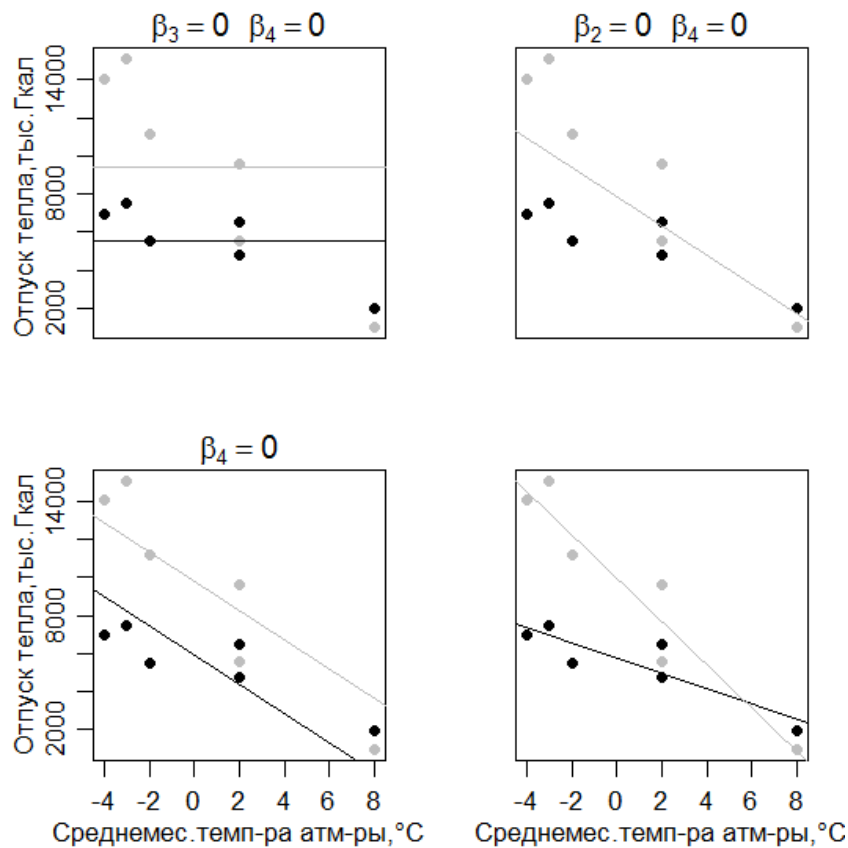 β₃ = 0 β₄ = 0
β₂ = 0 β₄ = 0
Отпуск тепла,тыс.Гкал
14000
8000
2000
β₄ = 0
Отпуск тепла,тыс.Гкал
14000
8000
2000
-4 -2 0 2 4 6 8
-4 -2 0 2 4 6 8
Среднемес.темп-ра атм-ры,°C
Среднемес.темп-ра атм-ры,°C